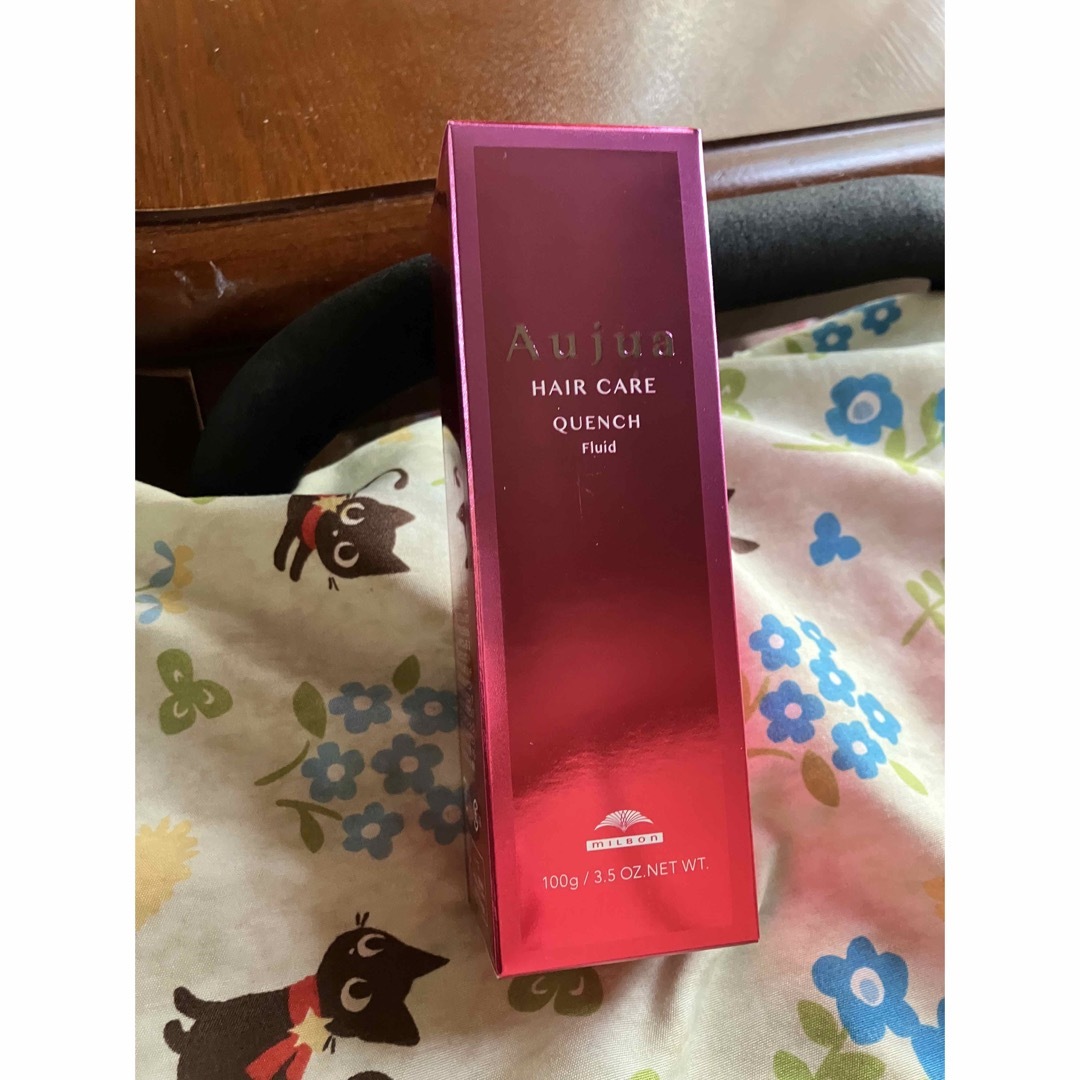 Aujua
HAIR CARE
QUENCH
Fluid
MILBON
100g / 3.5 OZ.NET WT.